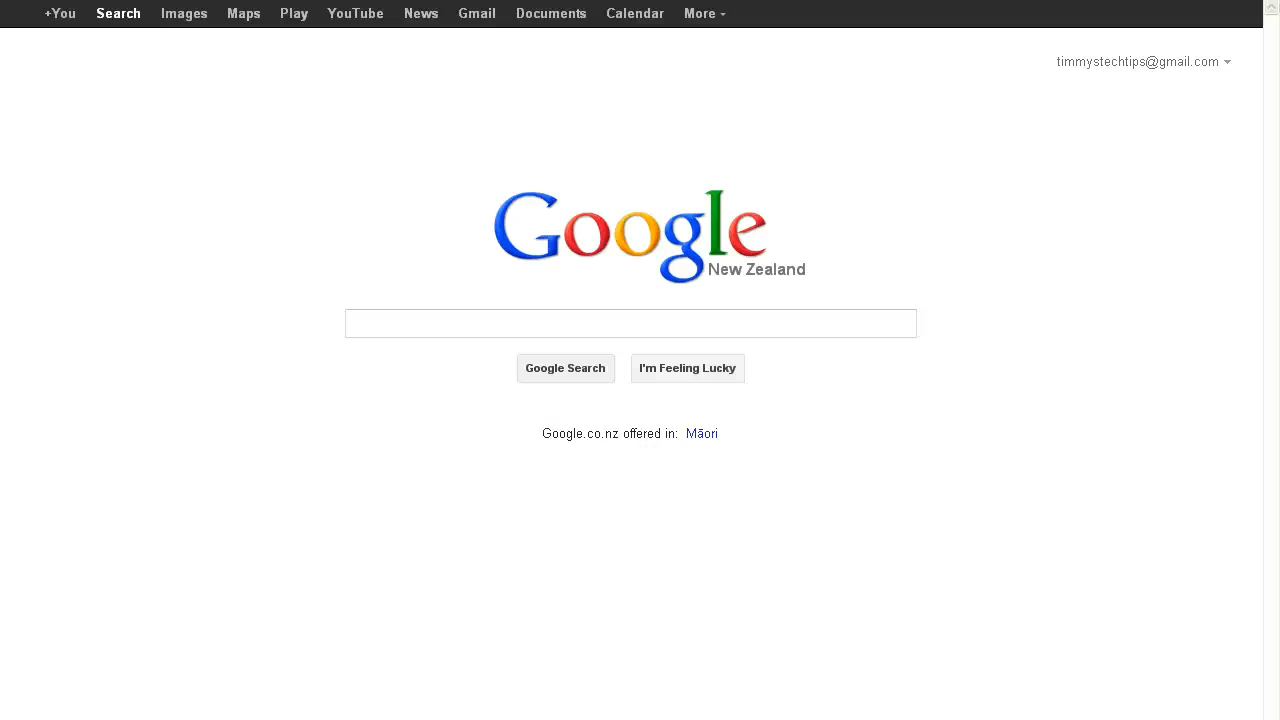 +You Search Images Maps Play YouTube News Gmail Documents Calendar More
timmystechtips@gmail.com
Google
New Zealand
Google Search I'm Feeling Lucky
Google.co.nz offered in: Māori